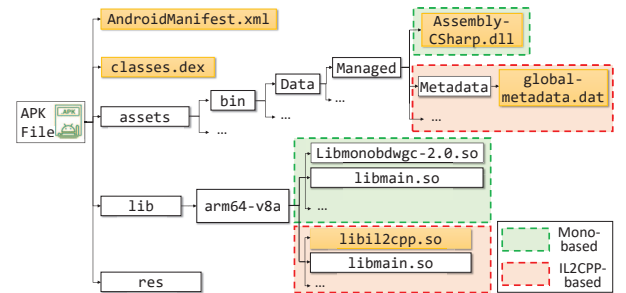 AndroidManifest.xml
Assembly-
CSharp.dll
classes.dex
Managed
Data
bin
...
...
...
Metadata
global-
metadata.dat
...
APK
File
.APK
assets
Libmonobdwgc-2.0.so
libmain.so
...
lib
arm64-v8a
libil2cpp.so
libmain.so
...
res
Mono-
based
IL2CPP-
based